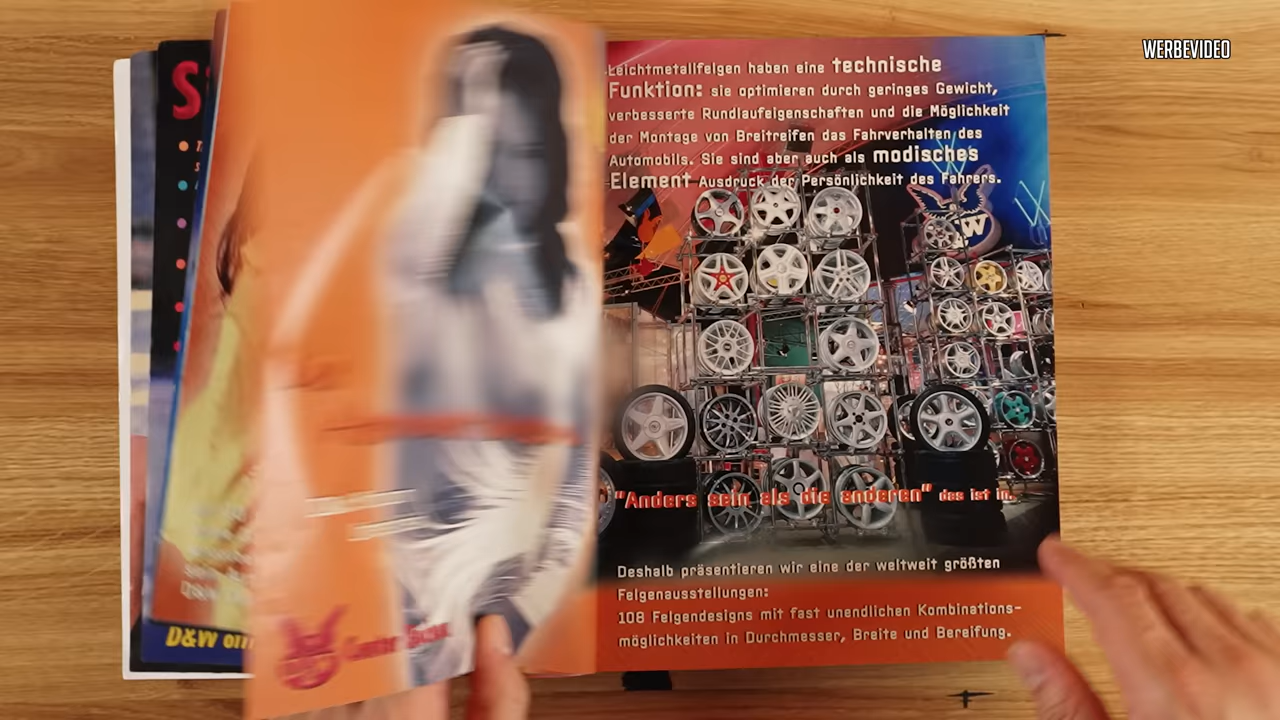 WERBEVIDEO
Leichtmetallfelgen haben eine technische
Funktion: sie optimieren durch geringes Gewicht,
verbesserte Rundlaufeigenschaften und die Möglichkeit
der Montage von Breitreifen das Fahrverhalten des
Automobils. Sie sind aber auch als modisches
Element Ausdruck der Persönlichkeit des Fahrers.
"Anders sein als die anderen" das ist in.
Deshalb präsentieren wir eine der weltweit größten
Felgenausstellungen:
108 Felgendesigns mit fast unendlichen Kombinations-
möglichkeiten in Durchmesser, Breite und Bereifung.
D&W